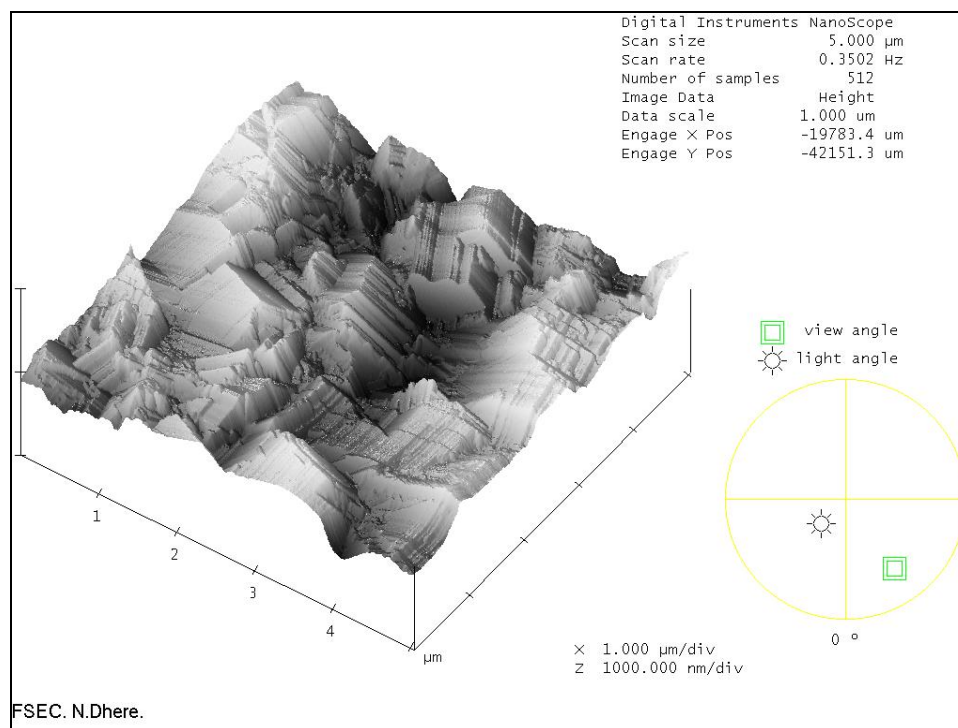 Digital Instruments NanoScope
Scan size 5.000 µm
Scan rate 0.3502 Hz
Number of samples 512
Image Data Height
Data scale 1.000 um
Engage X Pos -19783.4 um
Engage Y Pos -42151.3 um
view angle
light angle
1
2
3
4
µm
0 º
X 1.000 µm/div
Z 1000.000 nm/div
FSEC. N.Dhere.